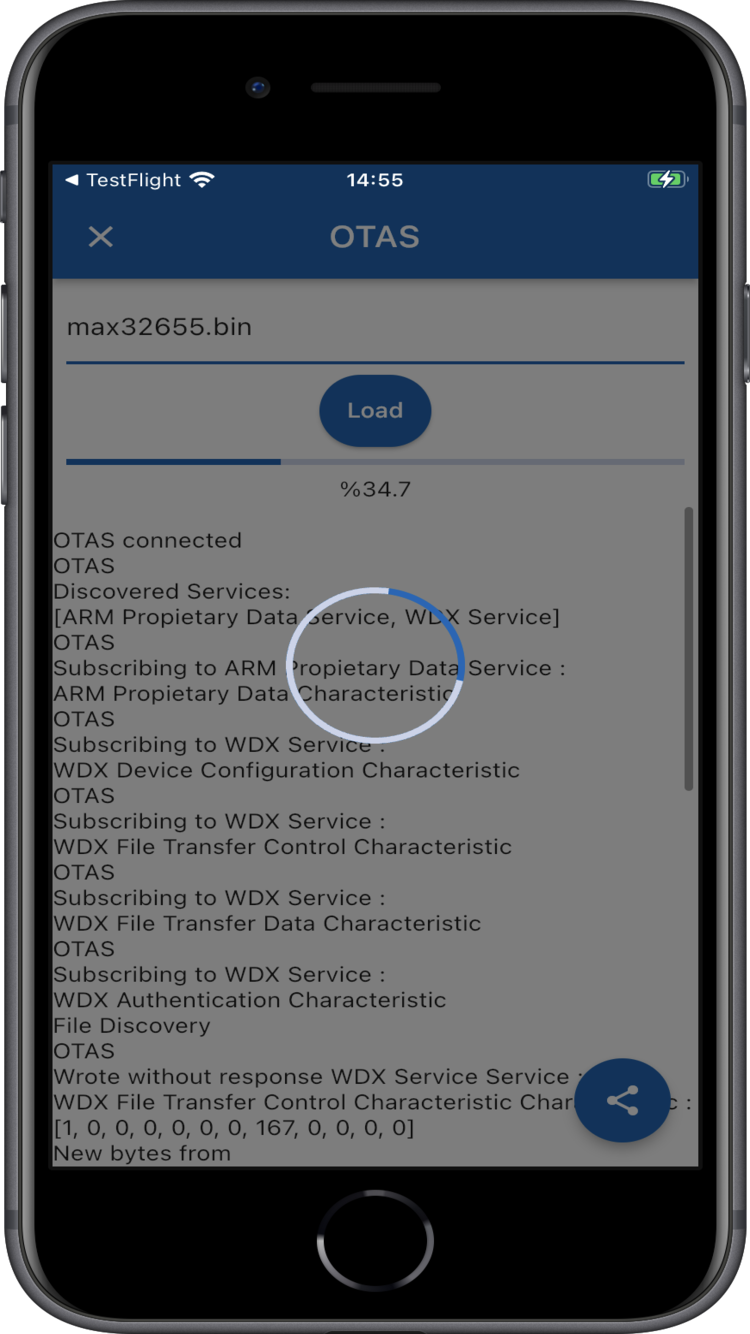 TestFlight 14:55
OTAS
max32655.bin
Load
%34.7
OTAS connected
OTAS
Discovered Services:
[ARM Propietary Data Service, WDX Service]
OTAS
Subscribing to ARM Propietary Data Service :
ARM Propietary Data Characteristic
OTAS
Subscribing to WDX Service :
WDX Device Configuration Characteristic
OTAS
Subscribing to WDX Service :
WDX File Transfer Control Characteristic
OTAS
Subscribing to WDX Service :
WDX File Transfer Data Characteristic
OTAS
Subscribing to WDX Service :
WDX Authentication Characteristic
File Discovery
OTAS
Wrote without response WDX Service Service :
WDX File Transfer Control Characteristic Char c :
[1, 0, 0, 0, 0, 0, 0, 167, 0, 0, 0, 0]
New bytes from